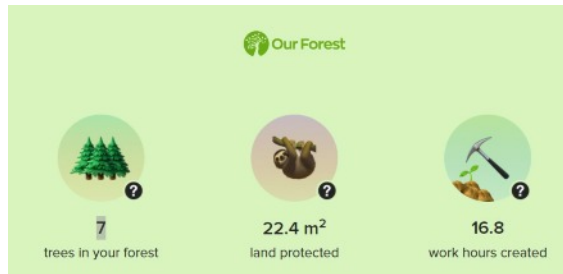 Our Forest
?
?
?
7
22.4 m²
16.8
trees in your forest
land protected
work hours created